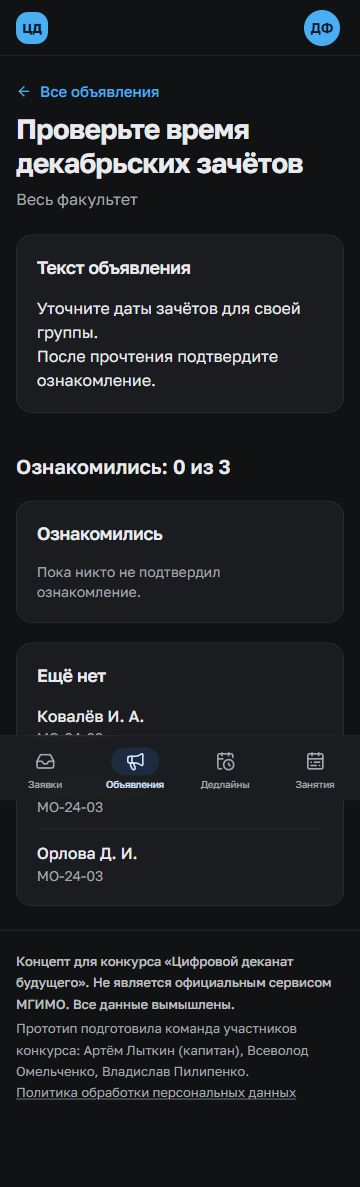 ЦД
ДФ
← Все объявления
Проверьте время
декабрьских зачётов
Весь факультет
Текст объявления
Уточните даты зачётов для своей
группы.
После прочтения подтвердите
ознакомление.
Ознакомились: 0 из 3
Ознакомились
Пока никто не подтвердил
ознакомление.
Ещё нет
Ковалёв И. А.
Заявки
Объявления
Дедлайны
Занятия
МО-24-03
Орлова Д. И.
МО-24-03
Концепт для конкурса «Цифровой деканат
будущего». Не является официальным сервисом
МГИМО. Все данные вымышлены.
Прототип подготовила команда участников
конкурса: Артём Лыткин (капитан), Всеволод
Омельченко, Владислав Пилипенко.
Политика обработки персональных данных